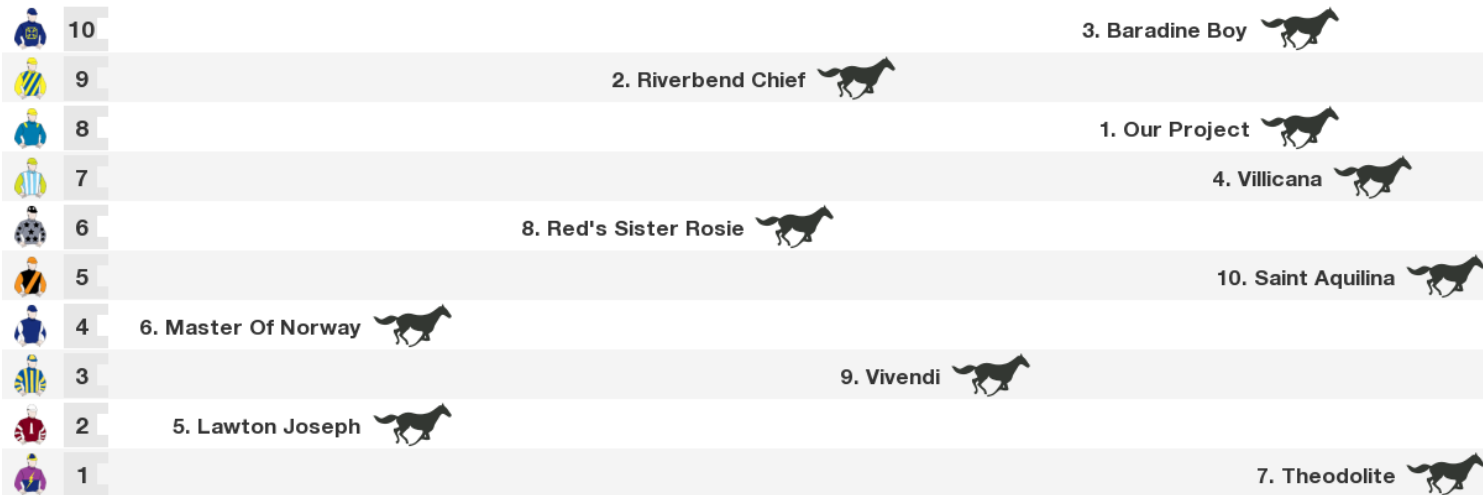 10 3. Baradine Boy
9 2. Riverbend Chief
8 1. Our Project
7 4. Villicana
6 8. Red's Sister Rosie
5 10. Saint Aquilina
4 6. Master Of Norway
3 9. Vivendi
2 5. Lawton Joseph
1 7. Theodolite